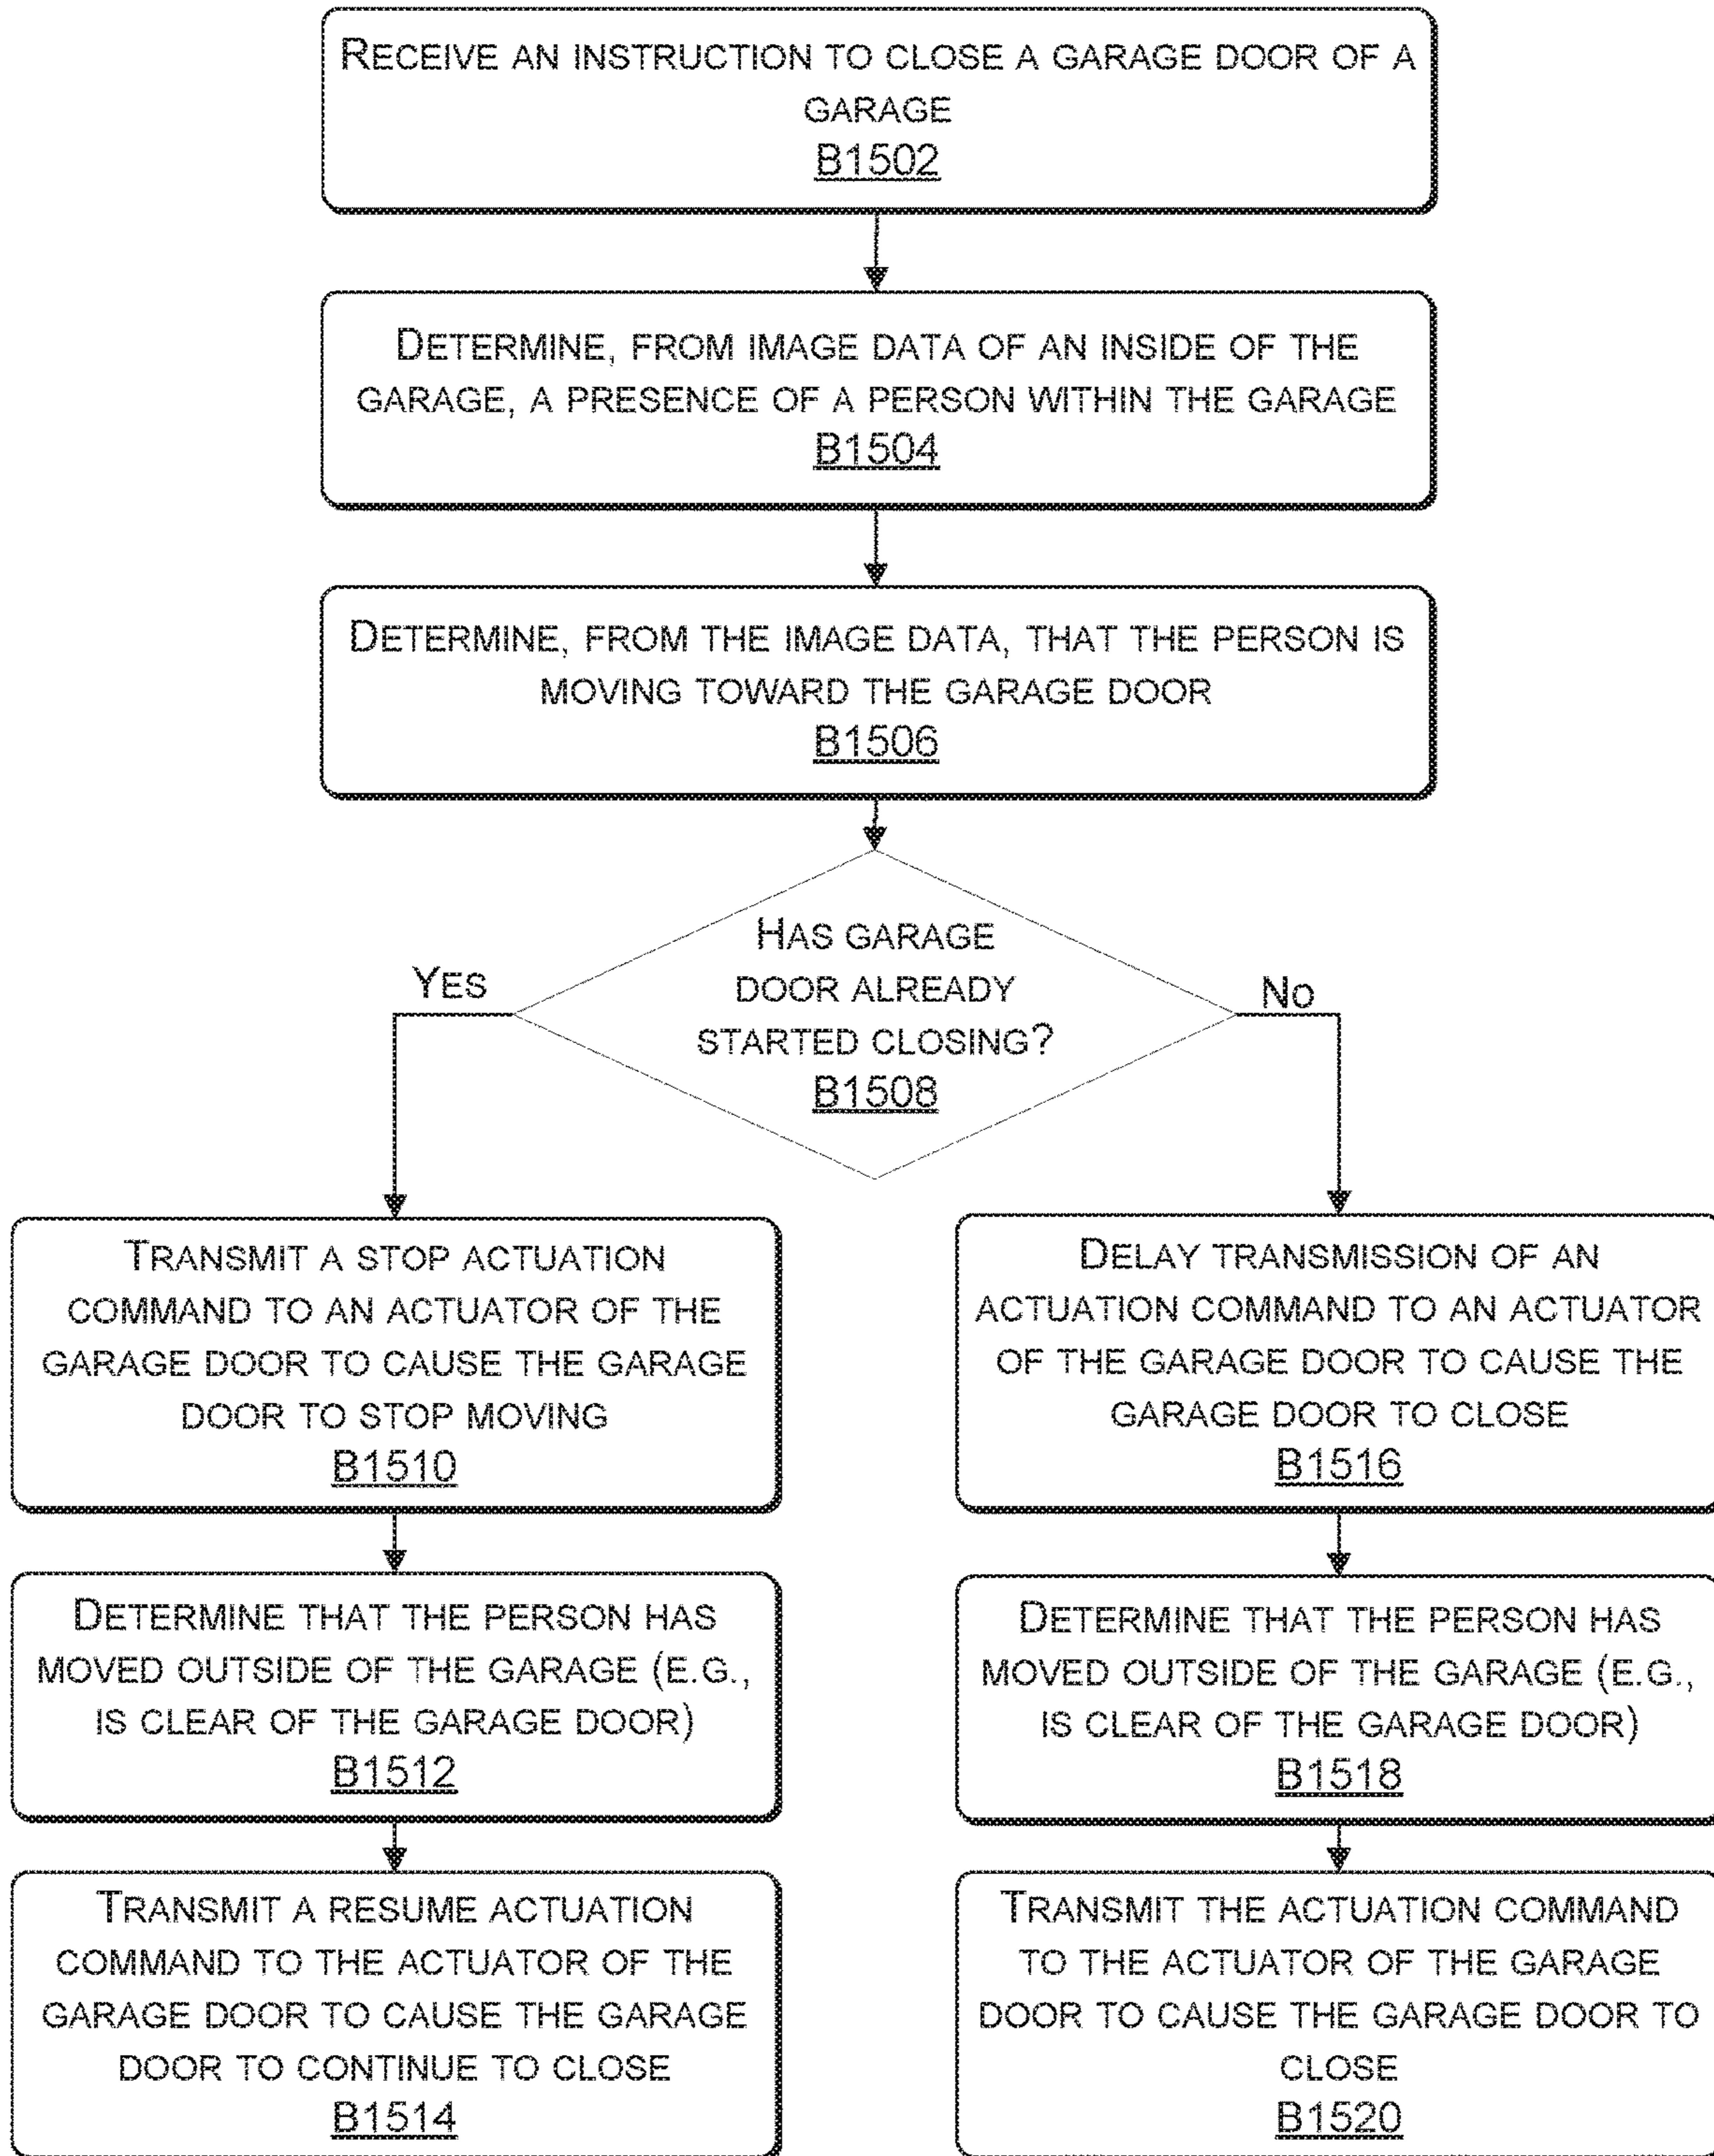 RECEIVE AN INSTRUCTION TO CLOSE A GARAGE DOOR OF A
GARAGE
B1502
DETERMINE, FROM IMAGE DATA OF AN INSIDE OF THE
GARAGE, A PRESENCE OF A PERSON WITHIN THE GARAGE
B1504
DETERMINE, FROM THE IMAGE DATA, THAT THE PERSON IS
MOVING TOWARD THE GARAGE DOOR
B1506
HAS GARAGE
DOOR ALREADY
STARTED CLOSING?
B1508
YES
NO
TRANSMIT A STOP ACTUATION
COMMAND TO AN ACTUATOR OF THE
GARAGE DOOR TO CAUSE THE GARAGE
DOOR TO STOP MOVING
B1510
DETERMINE THAT THE PERSON HAS
MOVED OUTSIDE OF THE GARAGE (E.G.,
IS CLEAR OF THE GARAGE DOOR)
B1512
TRANSMIT A RESUME ACTUATION
COMMAND TO THE ACTUATOR OF THE
GARAGE DOOR TO CAUSE THE GARAGE
DOOR TO CONTINUE TO CLOSE
B1514
DELAY TRANSMISSION OF AN
ACTUATION COMMAND TO AN ACTUATOR
OF THE GARAGE DOOR TO CAUSE THE
GARAGE DOOR TO CLOSE
B1516
DETERMINE THAT THE PERSON HAS
MOVED OUTSIDE OF THE GARAGE (E.G.,
IS CLEAR OF THE GARAGE DOOR)
B1518
TRANSMIT THE ACTUATION COMMAND
TO THE ACTUATOR OF THE GARAGE
DOOR TO CAUSE THE GARAGE DOOR TO
CLOSE
B1520